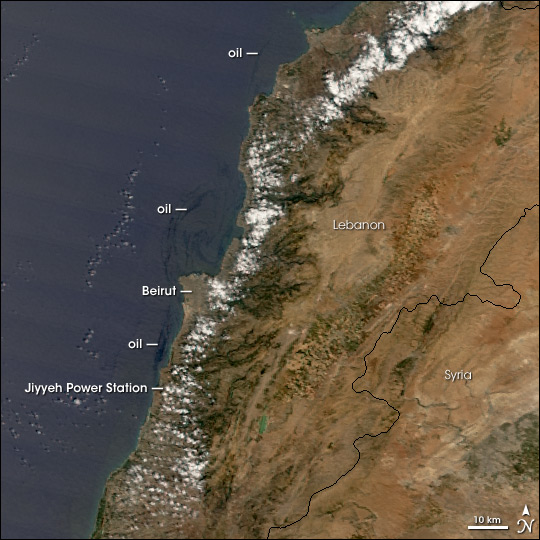 oil
oil
Lebanon
Beirut
oil
Syria
Jiyyeh Power Station
10 km
N